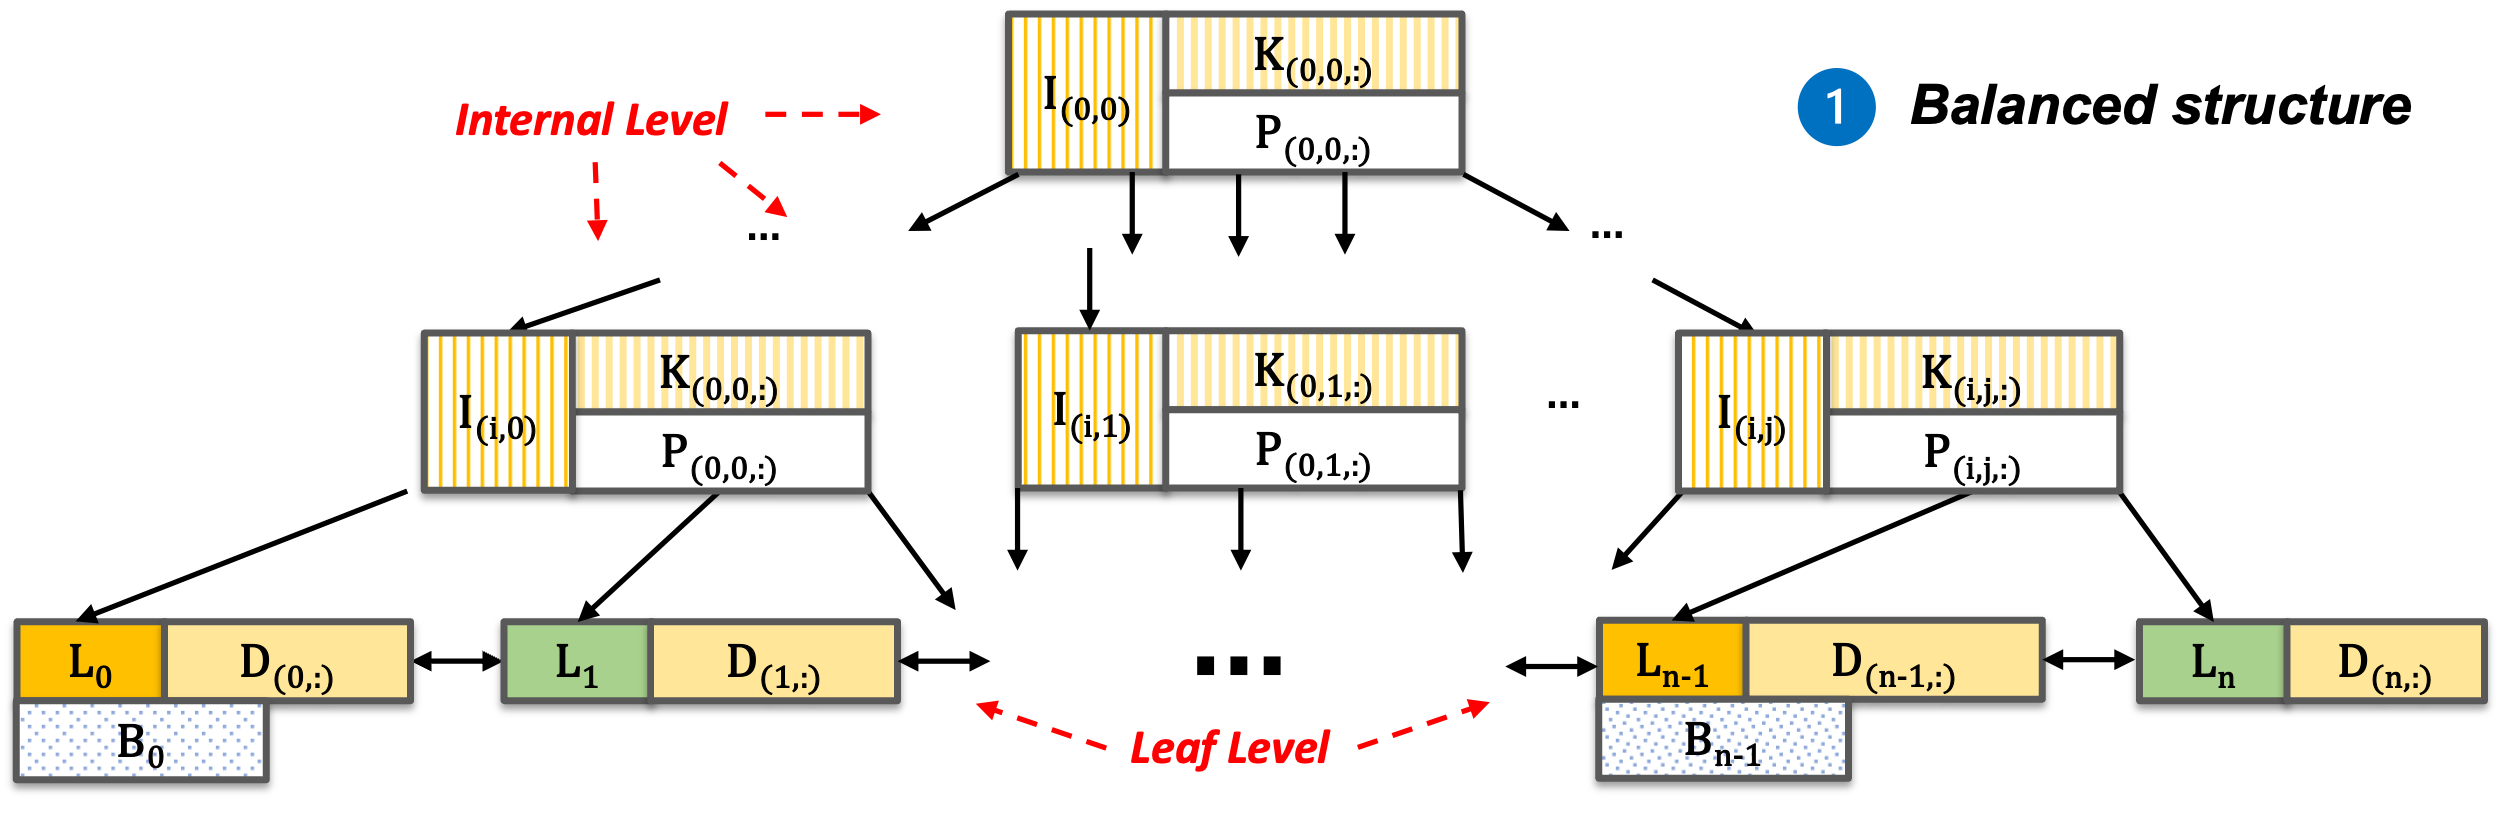 K(0,0,:)
I(0,0)
P(0,0,:)
Internal Level
1 Balanced structure
...
...
K(0,0,:)
I(i,0)
P(0,0,:)
K(0,1,:)
I(i,1)
P(0,1,:)
...
K(i,j,:)
I(i,j)
P(i,j,:)
L0 D(0,:)
L1 D(1,:)
...
Ln-1 D(n-1,:)
Ln D(n,:)
B0
Leaf Level
Bn-1